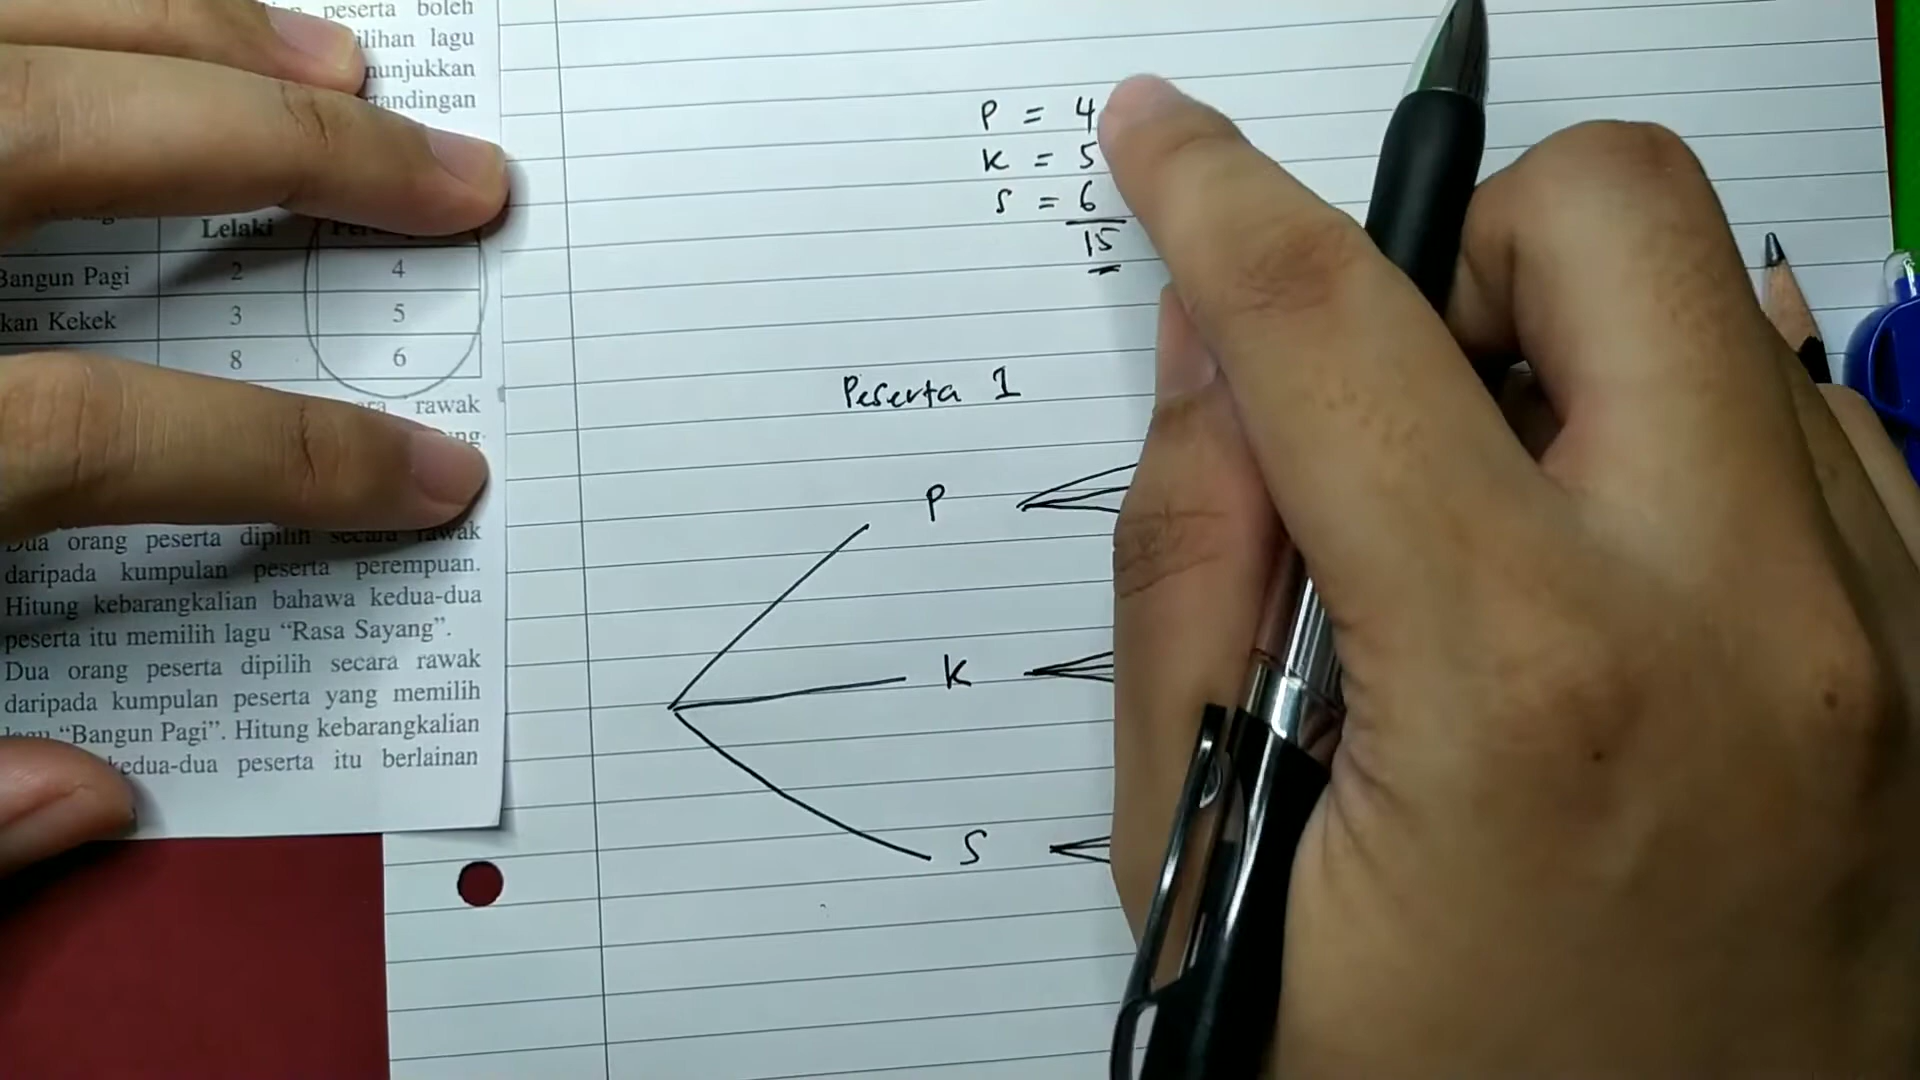 peserta boleh
ilihan lagu
nunjukkan
tandingan
Lelaki
Bangun Pagi 2 4
kan Kekek 3 5
8 6
rawak
Dua orang peserta dipilih secara rawak
daripada kumpulan peserta perempuan.
Hitung kebarangkalian bahawa kedua-dua
peserta itu memilih lagu “Rasa Sayang”.
Dua orang peserta dipilih secara rawak
daripada kumpulan peserta yang memilih
lagu “Bangun Pagi”. Hitung kebarangkalian
kedua-dua peserta itu berlainan
P = 4
K = 5
S = 6
15
Peserta 1
P
K
S